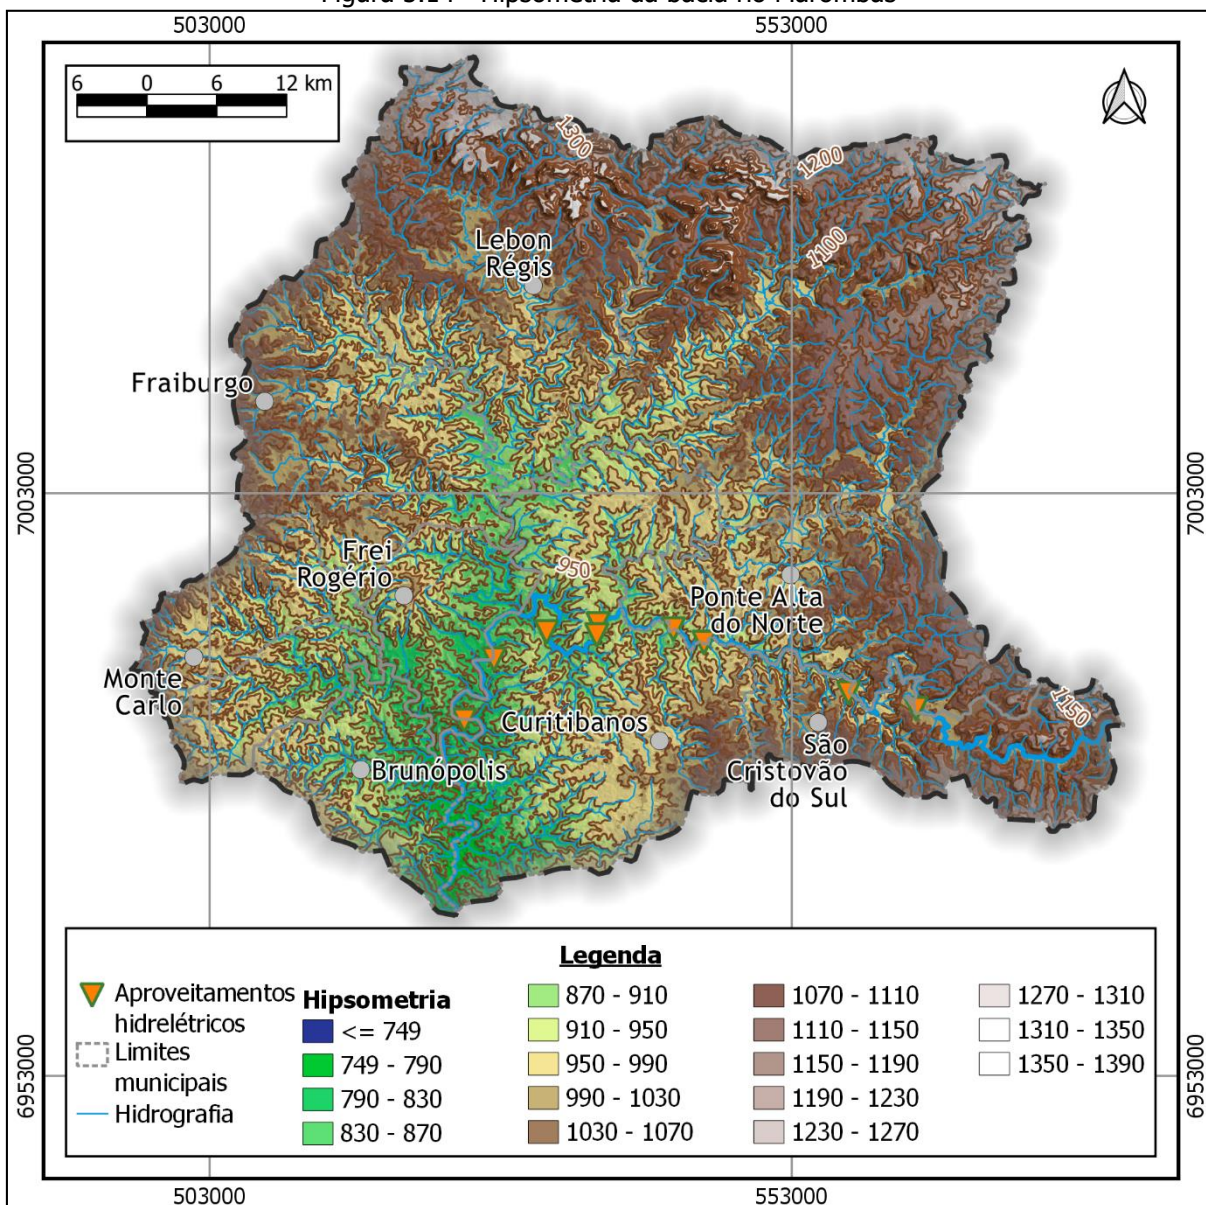 503000
553000
6 0 6 12 km
1300
1200
1100
Lebon
Régis
Fraiburgo
7003000
7003000
950
Frei
Rogério
Ponte Alta
do Norte
Monte
Carlo
Curitibanos
1150
São
Cristovão
do Sul
Brunópolis
Legenda
Aproveitamentos
hidrelétricos
Limites
municipais
Hidrografia
Hipsometria
<= 749
749 - 790
790 - 830
830 - 870
870 - 910
910 - 950
950 - 990
990 - 1030
1030 - 1070
1070 - 1110
1110 - 1150
1150 - 1190
1190 - 1230
1230 - 1270
1270 - 1310
1310 - 1350
1350 - 1390
6953000
6953000
503000
553000